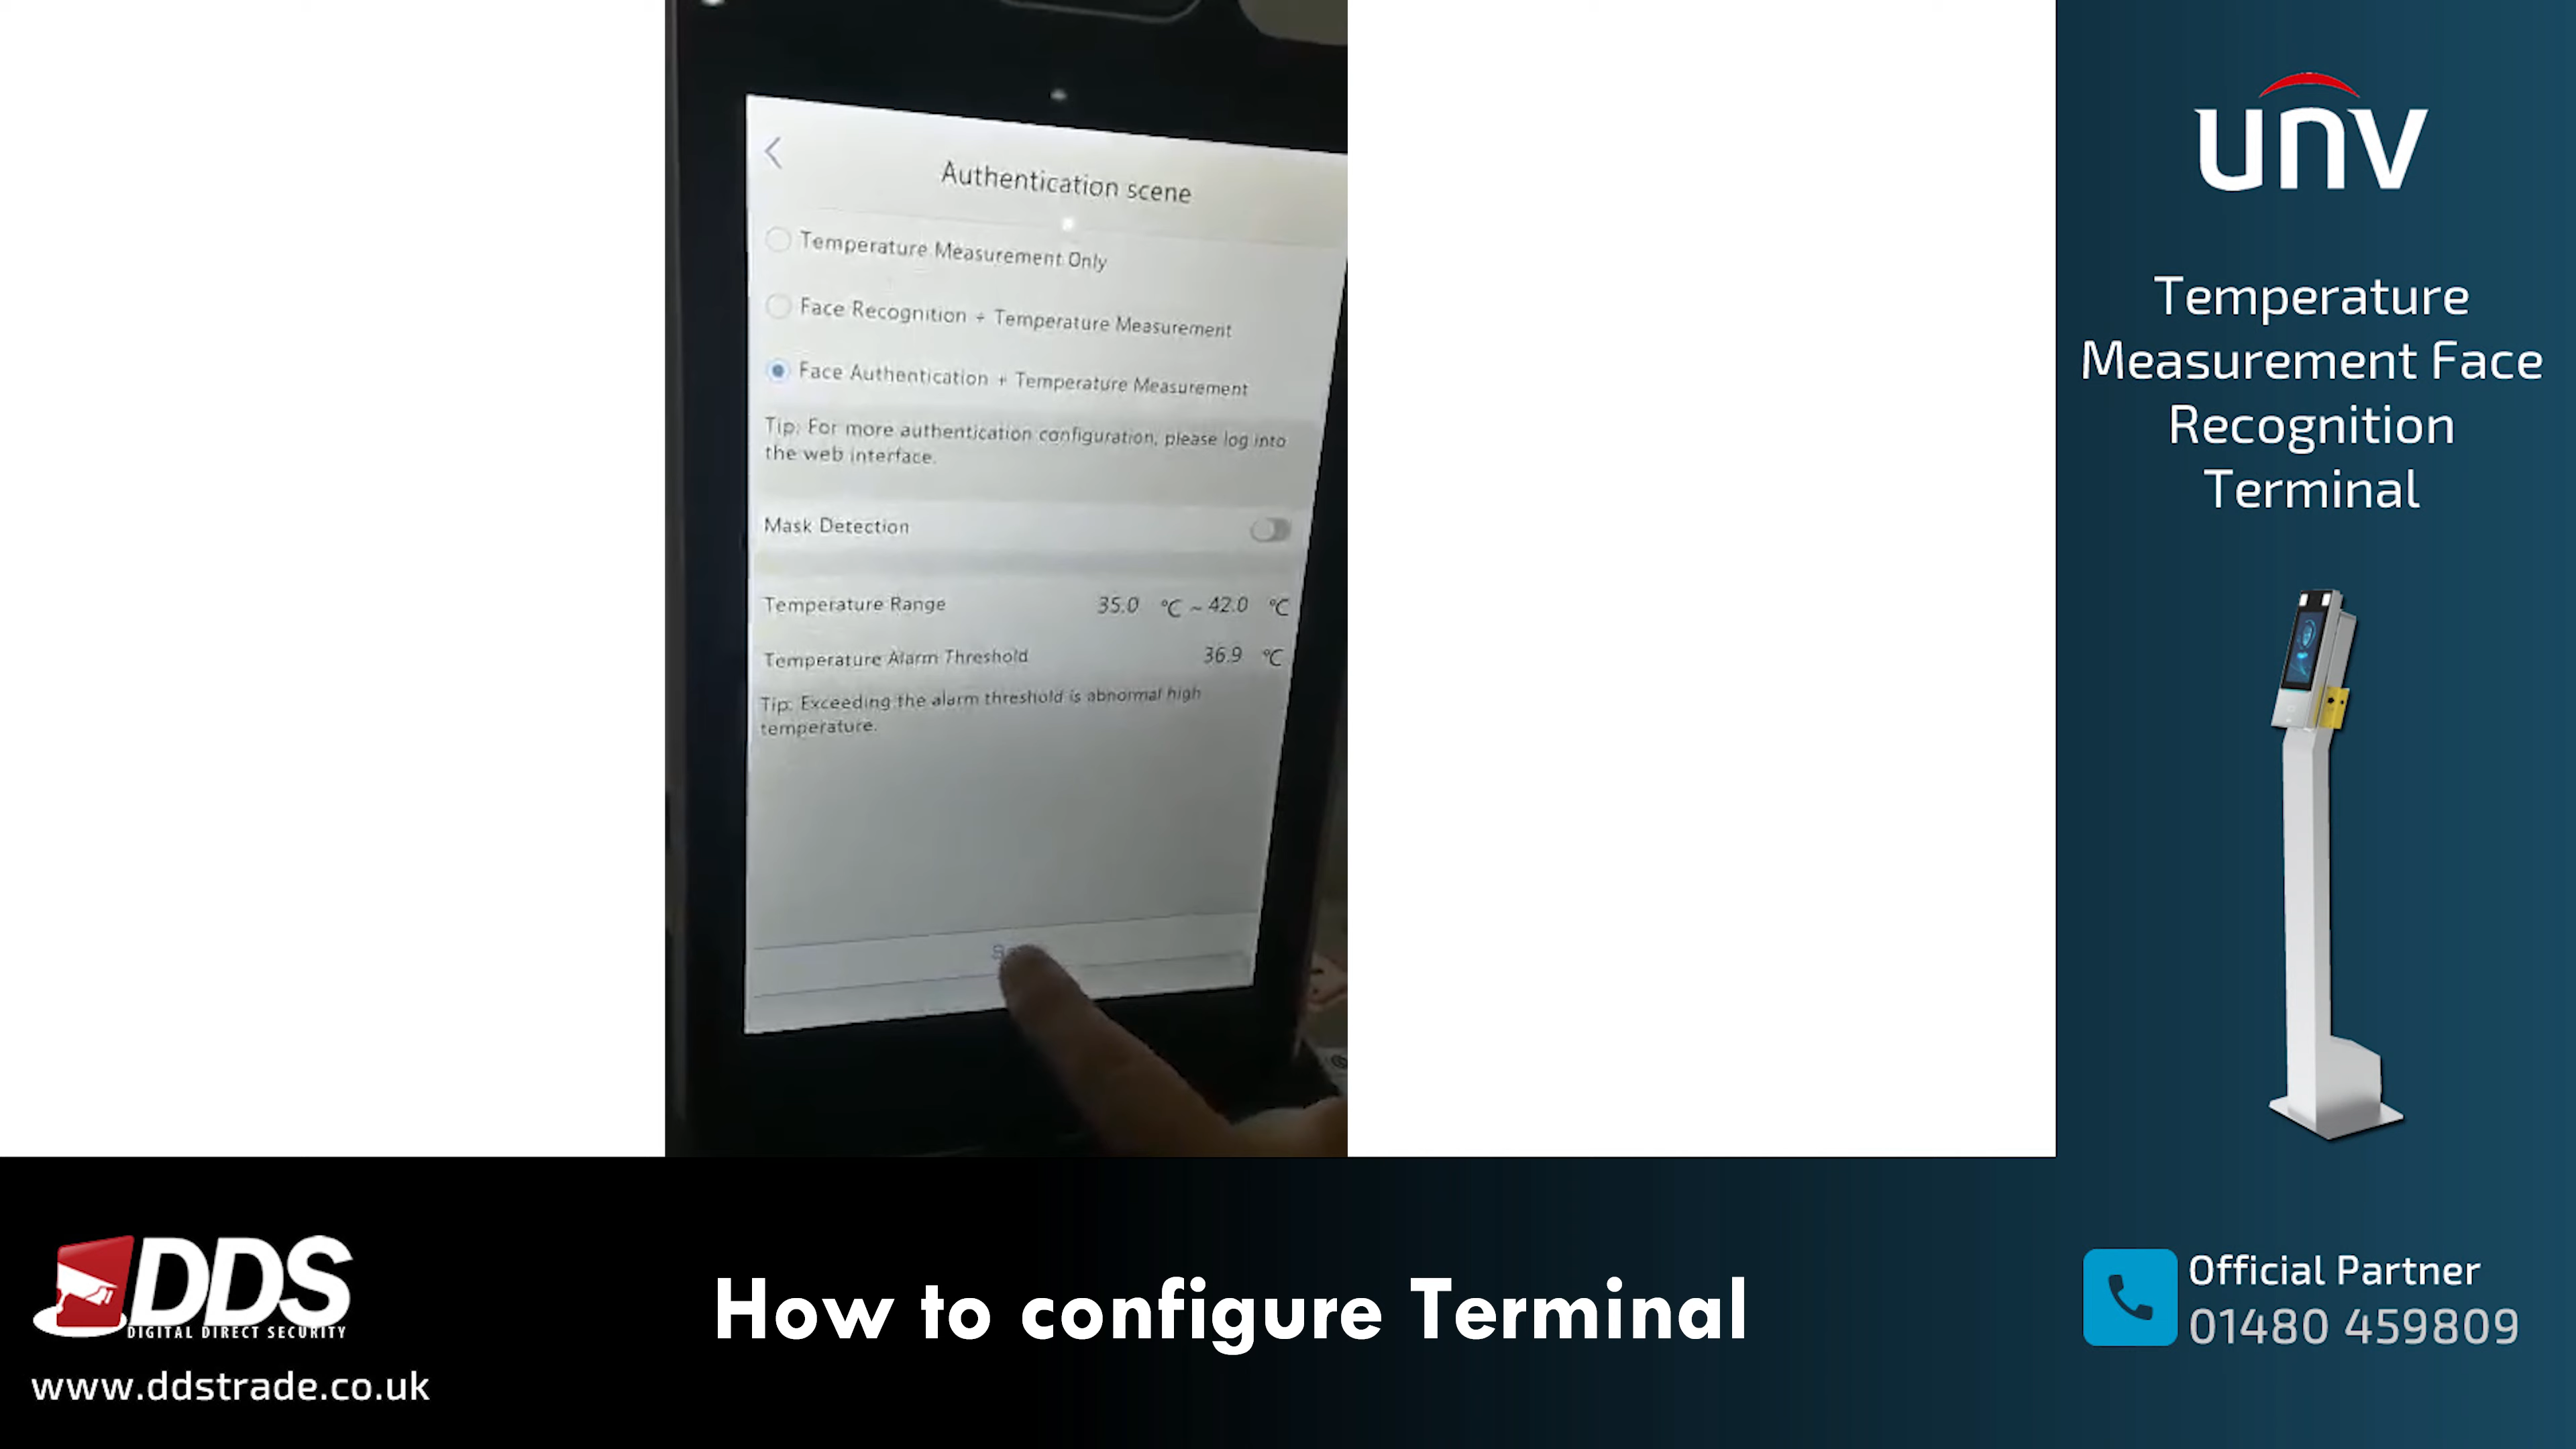 Authentication scene
Temperature Measurement Only
Face Recognition + Temperature Measurement
Face Authentication + Temperature Measurement
Tip: For more authentication configuration, please log into
the web interface.
Mask Detection
Temperature Range 35.0 ℃ ~ 42.0 ℃
Temperature Alarm Threshold 36.9 ℃
Tip: Exceeding the alarm threshold is abnormal high
temperature.
unv
Temperature
Measurement Face
Recognition
Terminal
DDS
DIGITAL DIRECT SECURITY
www.ddstrade.co.uk
How to configure Terminal
Official Partner
01480 459809